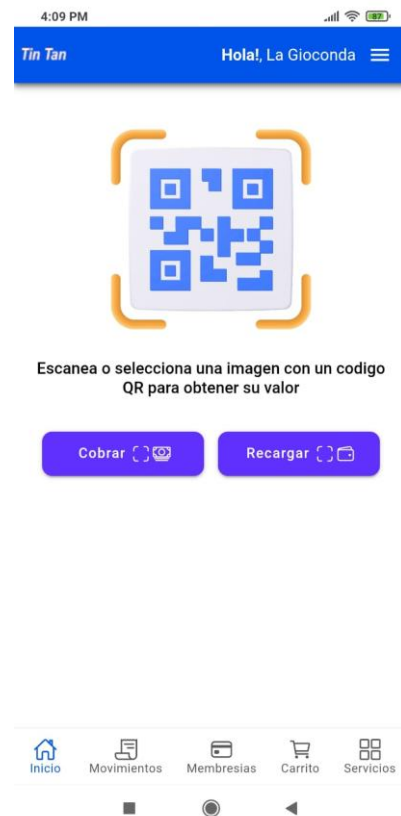 4:09 PM
87
Tin Tan
Hola!, La Gioconda
Escanea o selecciona una imagen con un codigo
QR para obtener su valor
Cobrar
Recargar
Inicio
Movimientos
Membresias
Carrito
Servicios